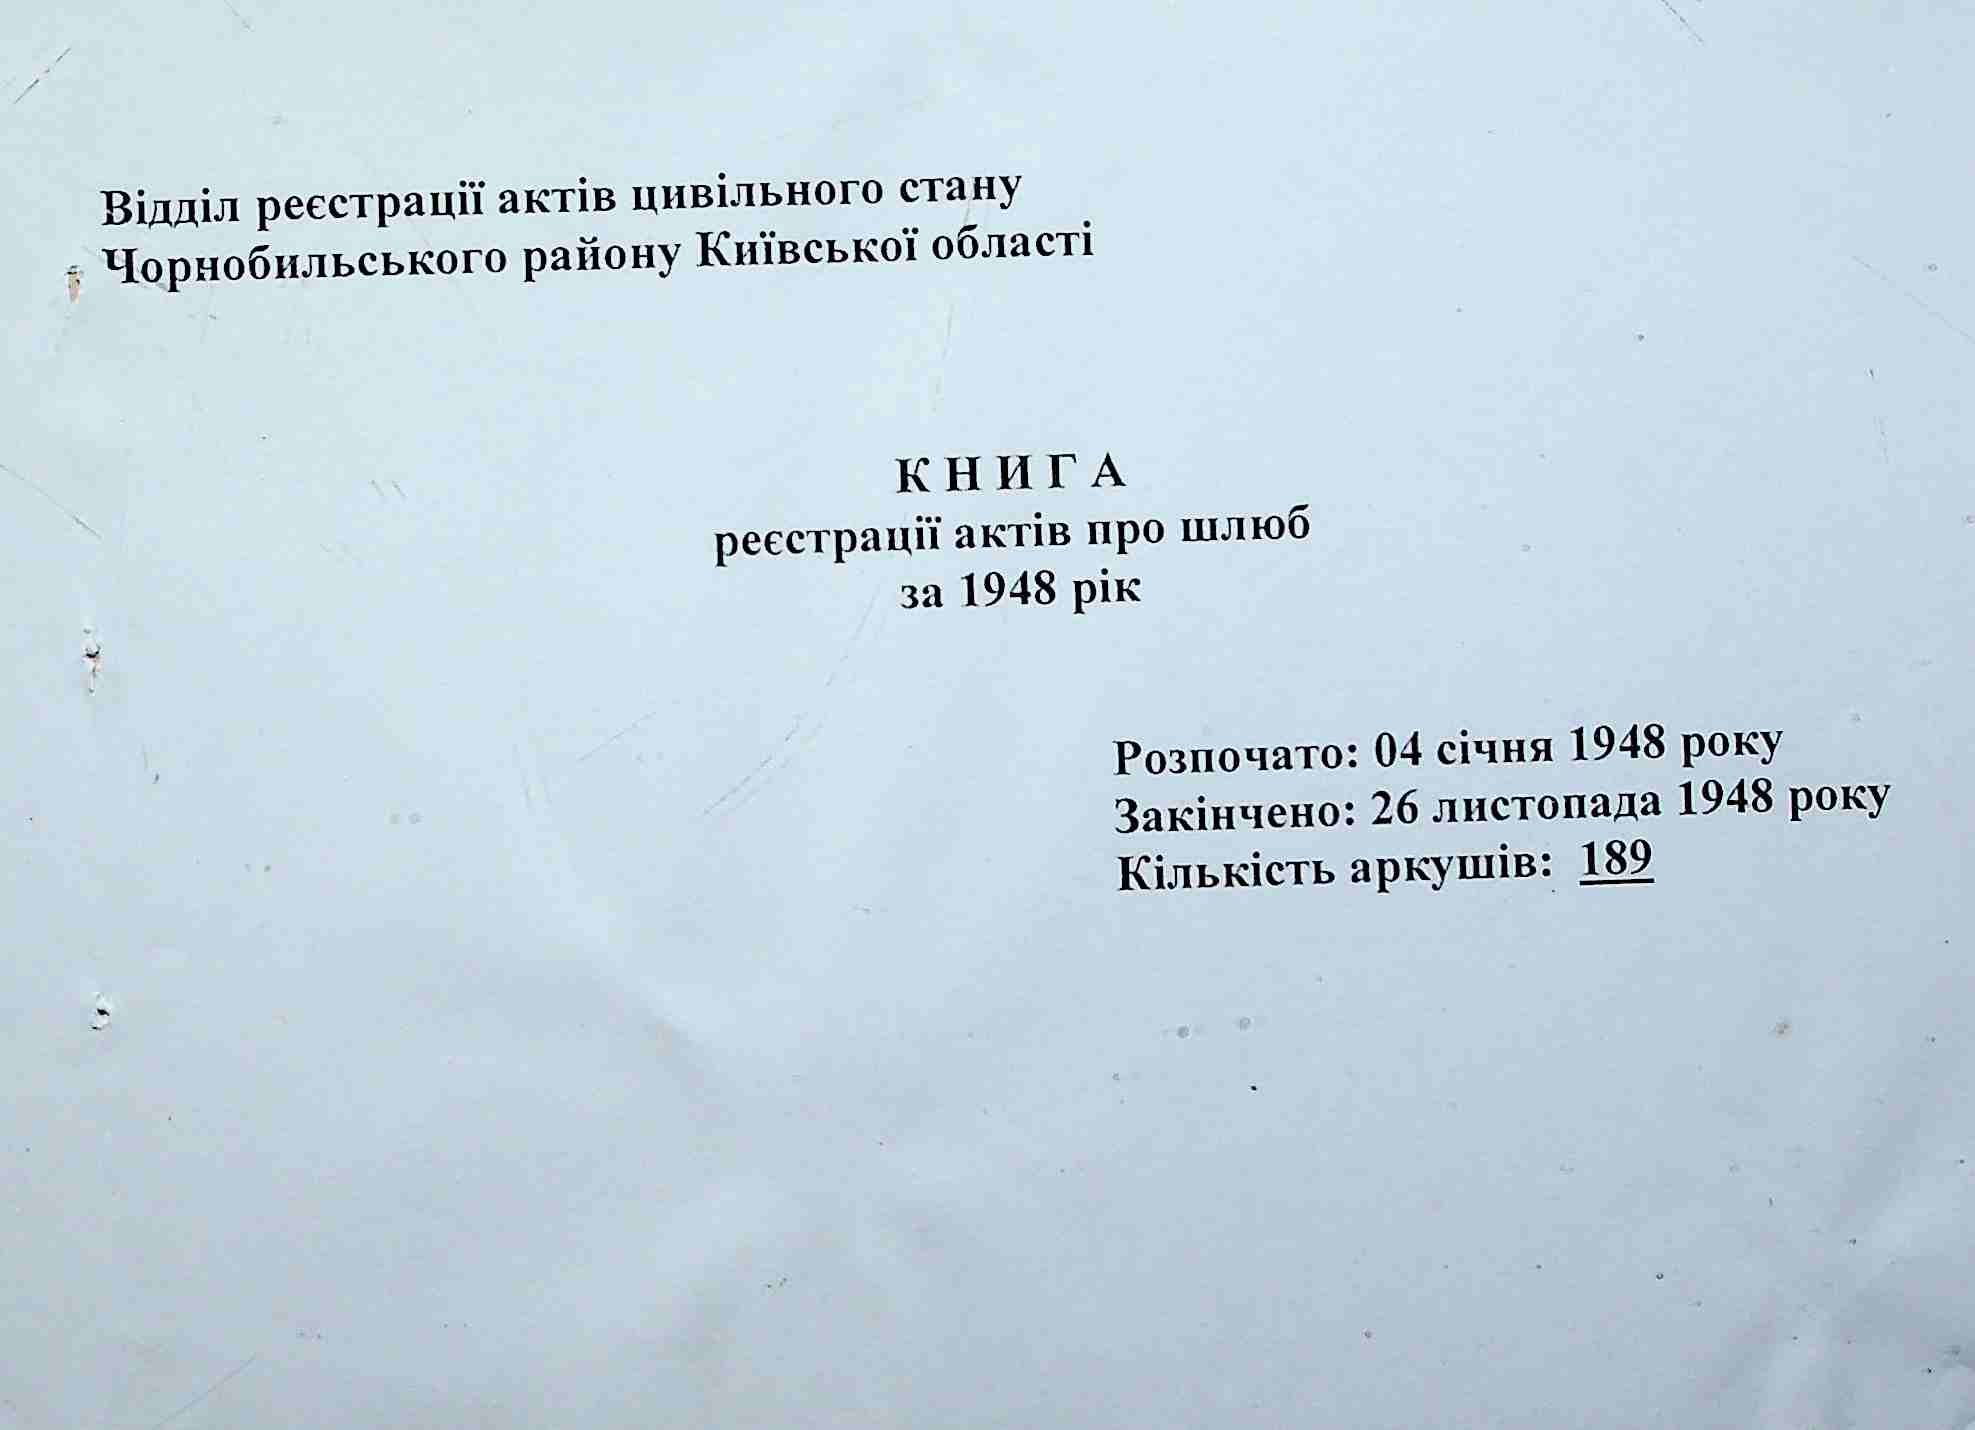 Відділ реєстрації актів цивільного стану
Чорнобильського району Київської області
К Н И Г А
реєстрації актів про шлюб
за 1948 рік
Розпочато: 04 січня 1948 року
Закінчено: 26 листопада 1948 року
Кількість аркушів: 189